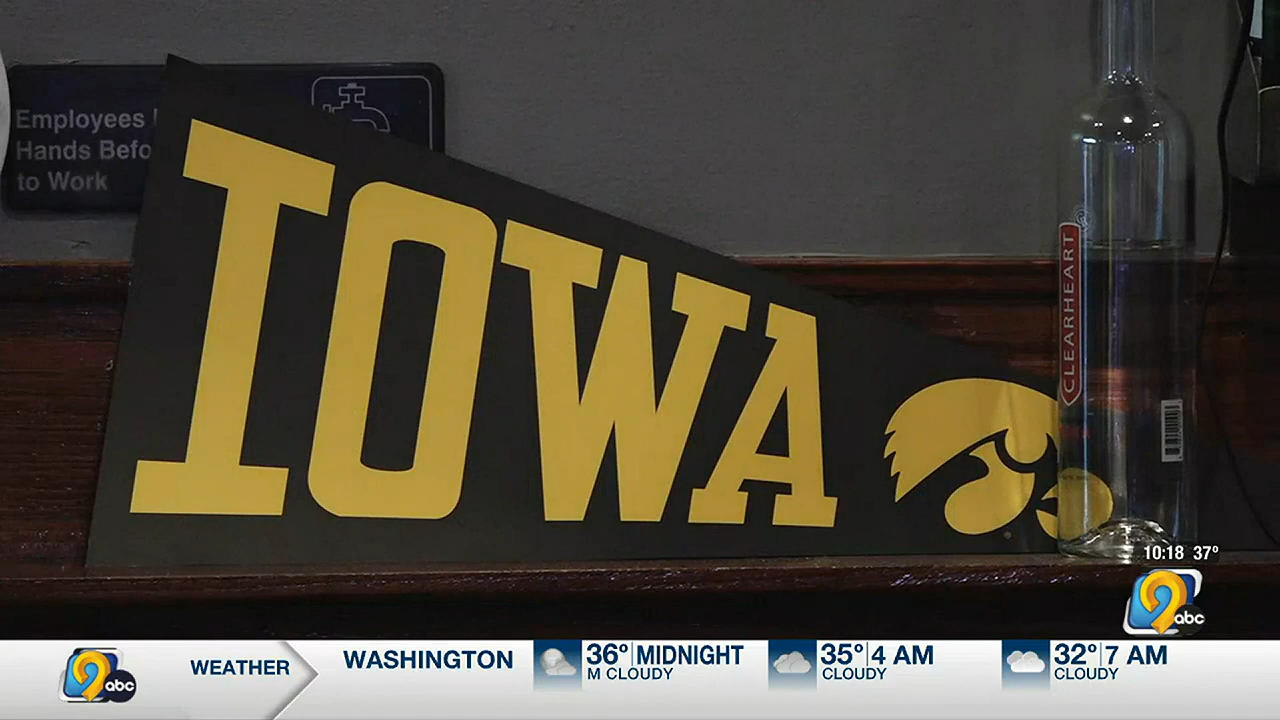 Employees
Hands Befo
to Work
IOWA
CLEARHEART
10:18 37°
9 abc
9 abc
WEATHER
WASHINGTON
36° MIDNIGHT
M CLOUDY
35° 4 AM
CLOUDY
32° 7 AM
CLOUDY